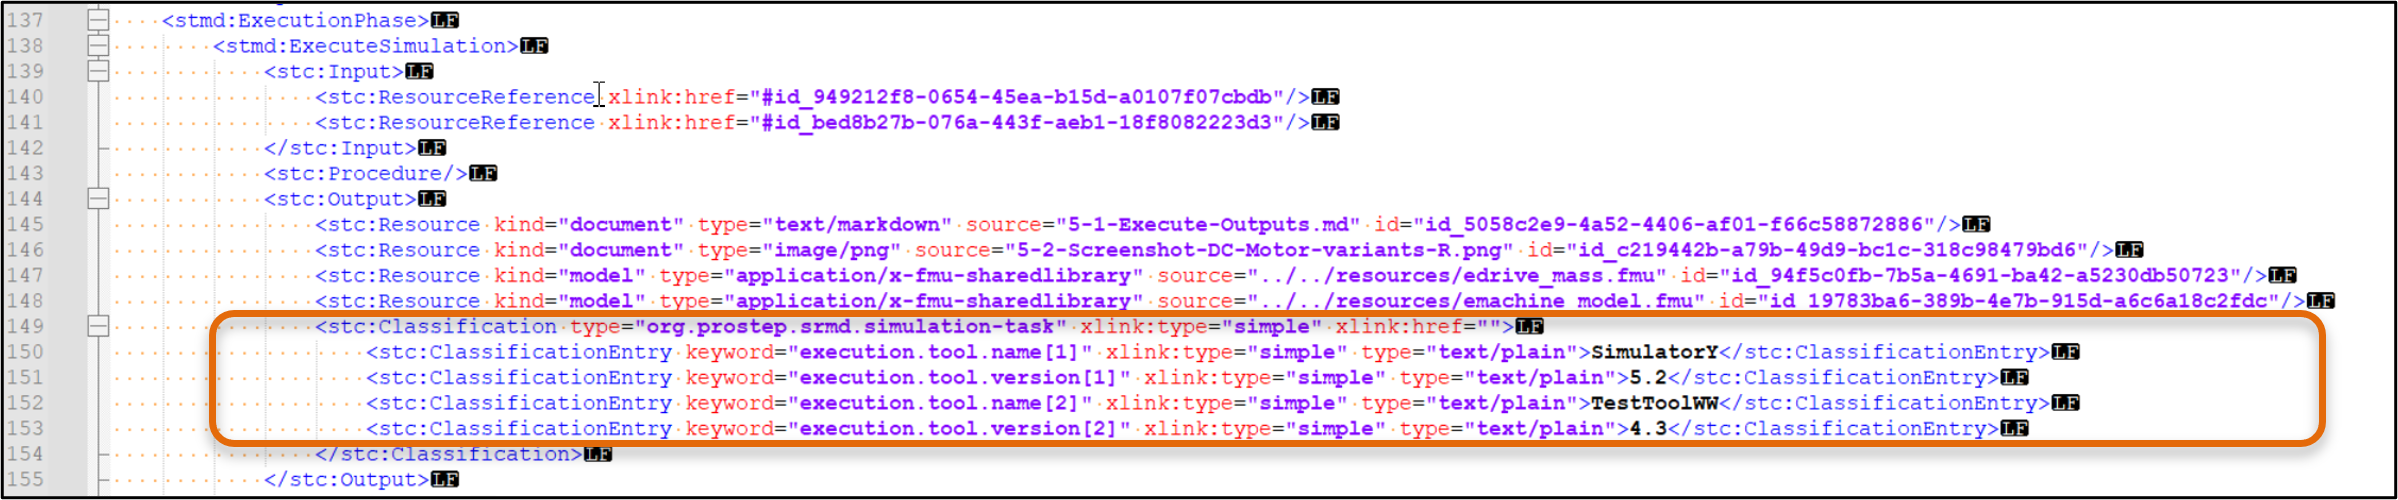 137 <stmd:ExecutionPhase>LF
138 <stmd:ExecuteSimulation>LF
139 <stc:Input>LF
140 <stc:ResourceReference xlink:href="#id_949212f8-0654-45ea-b15d-a0107f07cbdb"/>LF
141 <stc:ResourceReference xlink:href="#id_bed8b27b-076a-443f-aeb1-18f8082223d3"/>LF
142 </stc:Input>LF
143 <stc:Procedure/>LF
144 <stc:Output>LF
145 <stc:Resource kind="document" type="text/markdown" source="5-1-Execute-Outputs.md" id="id_5058c2e9-4a52-4406-af01-f66c58872886"/>LF
146 <stc:Resource kind="document" type="image/png" source="5-2-Screenshot-DC-Motor-variants-R.png" id="id_c219442b-a79b-49d9-bc1c-318c98479bd6"/>LF
147 <stc:Resource kind="model" type="application/x-fmu-sharedlibrary" source="../../resources/edrive_mass.fmu" id="id_94f5c0fb-7b5a-4691-ba42-a5230db50723"/>LF
148 <stc:Resource kind="model" type="application/x-fmu-sharedlibrary" source="../../resources/emachine_model.fmu" id="id_19783ba6-389b-4e7b-915d-a6c6a18c2fdc"/>LF
149 <stc:Classification type="org.prostep.srmd.simulation-task" xlink:type="simple" xlink:href="">LF
150 <stc:ClassificationEntry keyword="execution.tool.name[1]" xlink:type="simple" type="text/plain">SimulatorY</stc:ClassificationEntry>LF
151 <stc:ClassificationEntry keyword="execution.tool.version[1]" xlink:type="simple" type="text/plain">5.2</stc:ClassificationEntry>LF
152 <stc:ClassificationEntry keyword="execution.tool.name[2]" xlink:type="simple" type="text/plain">TestToolWW</stc:ClassificationEntry>LF
153 <stc:ClassificationEntry keyword="execution.tool.version[2]" xlink:type="simple" type="text/plain">4.3</stc:ClassificationEntry>LF
154 </stc:Classification>LF
155 </stc:Output>LF